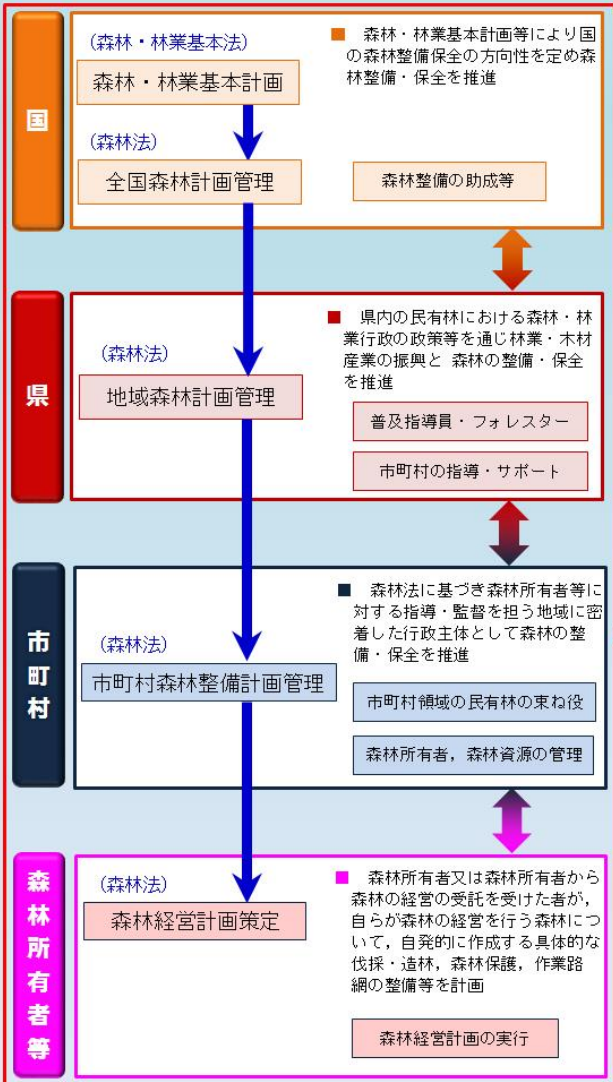 国
(森林・林業基本法)
森林・林業基本計画
(森林法)
全国森林計画管理
■ 森林・林業基本計画等により国
の森林整備保全の方向性を定め森
林整備・保全を推進
森林整備の助成等
県
(森林法)
地域森林計画管理
■ 県内の民有林における森林・林
業行政の政策等を通じ林業・木材
産業の振興と 森林の整備・保全
を推進
普及指導員・フォレスター
市町村の指導・サポート
市町村
(森林法)
市町村森林整備計画管理
■ 森林法に基づき森林所有者等に
対する指導・監督を担う地域に密
着した行政主体として森林の整
備・保全を推進
市町村領域の民有林の束ね役
森林所有者，森林資源の管理
森林所有者等
(森林法)
森林経営計画策定
■ 森林所有者又は森林所有者から
森林の経営の受託を受けた者が，
自らが森林の経営を行う森林につ
いて，自発的に作成する具体的な
伐採・造林，森林保護，作業路
網の整備等を計画
森林経営計画の実行